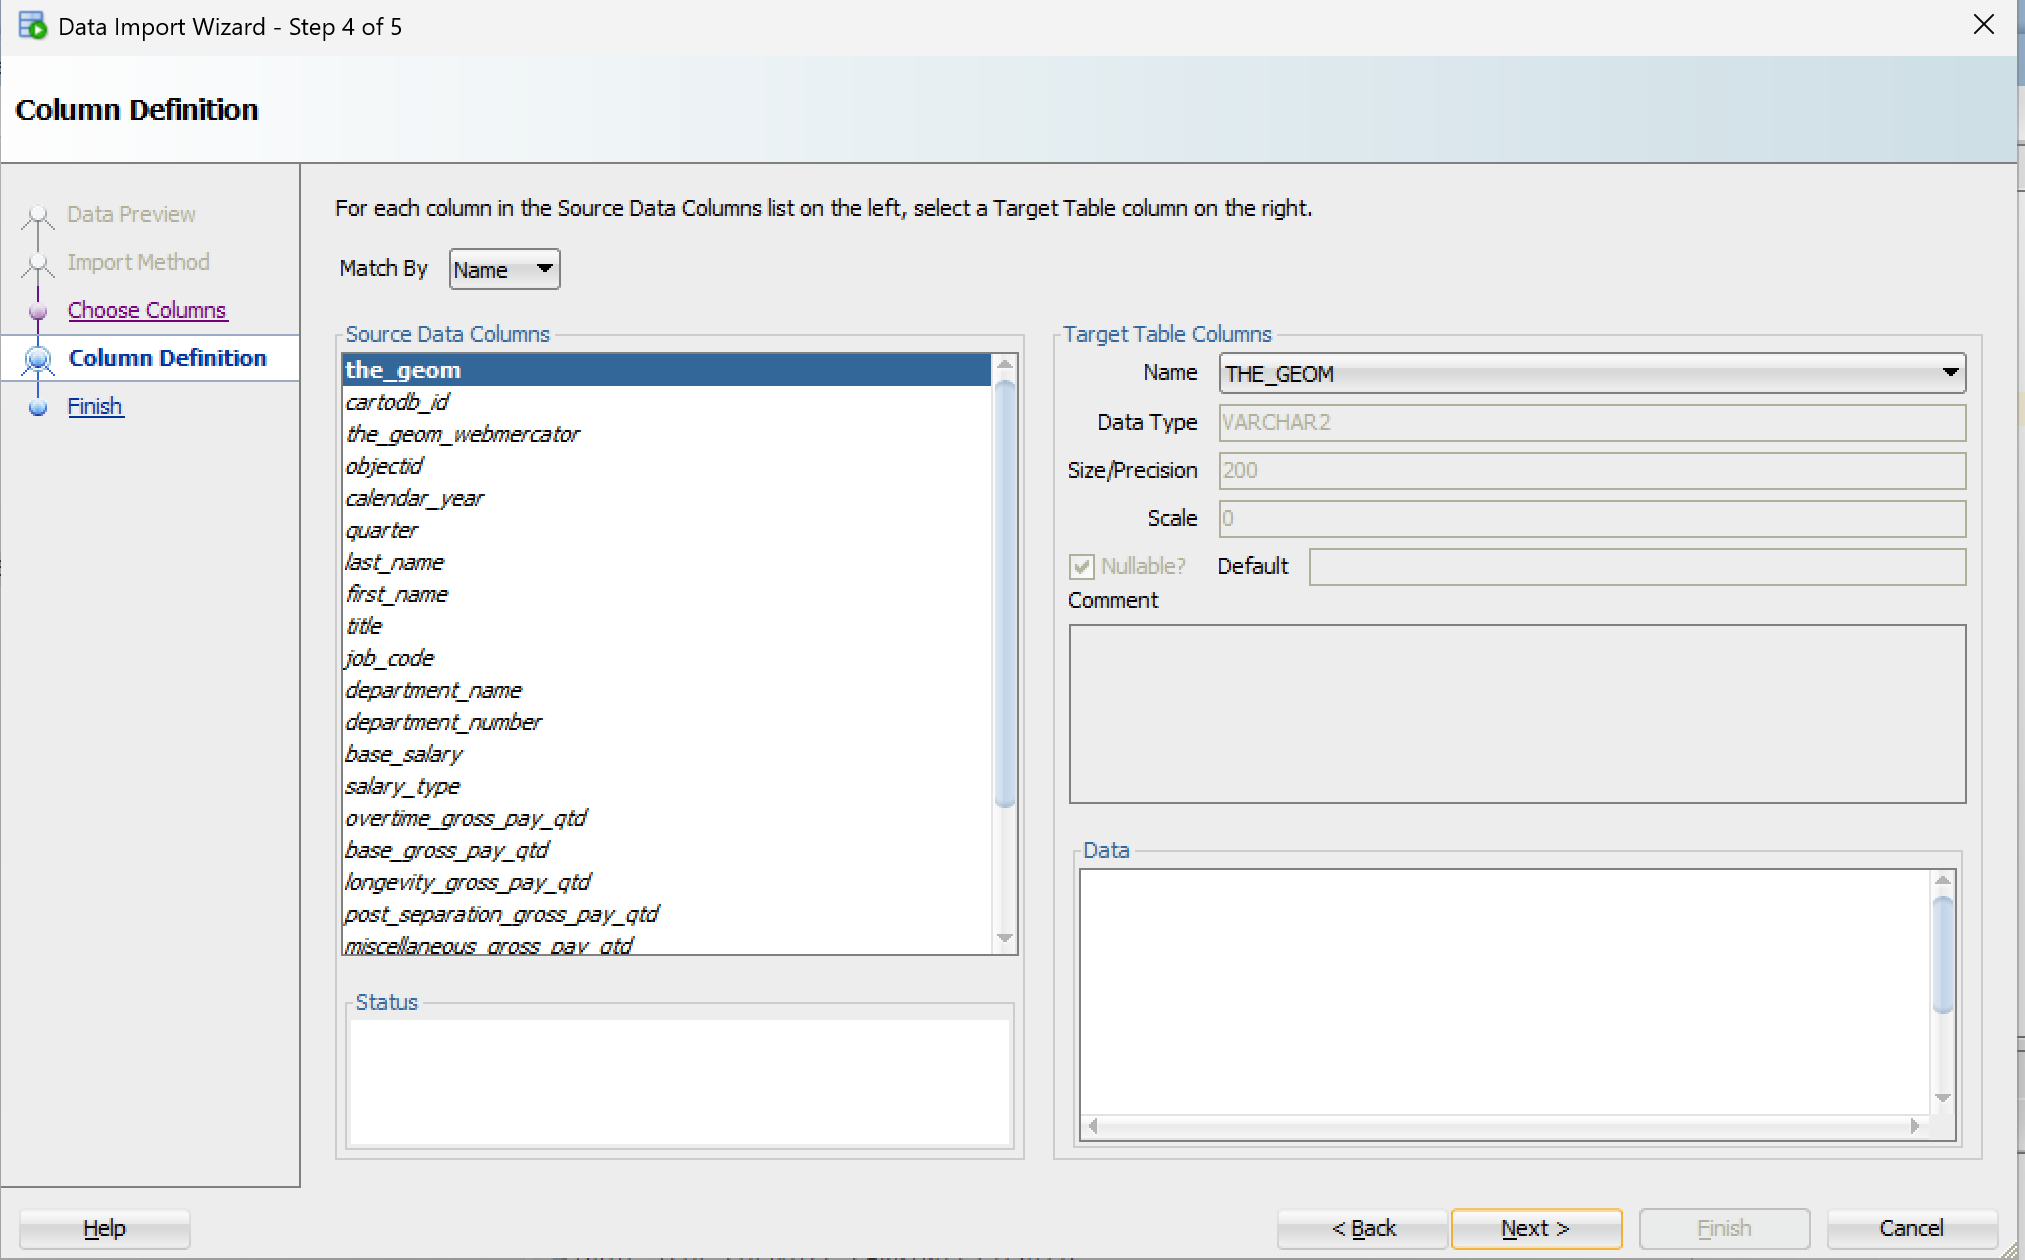 Data Import Wizard - Step 4 of 5
Column Definition
Data Preview
Import Method
Choose Columns
Column Definition
Finish
For each column in the Source Data Columns list on the left, select a Target Table column on the right.
Match By Name
Source Data Columns
the_geom
cartodb_id
the_geom_webmercator
objectid
calendar_year
quarter
last_name
first_name
title
job_code
department_name
department_number
base_salary
salary_type
overtime_gross_pay_qtd
base_gross_pay_qtd
longevity_gross_pay_qtd
post_separation_gross_pay_qtd
miscellaneous_gross_pay_qtd
Status
Target Table Columns
Name THE_GEOM
Data Type VARCHAR2
Size/Precision 200
Scale 0
Nullable? Default
Comment
Data
Help
< Back
Next >
Finish
Cancel